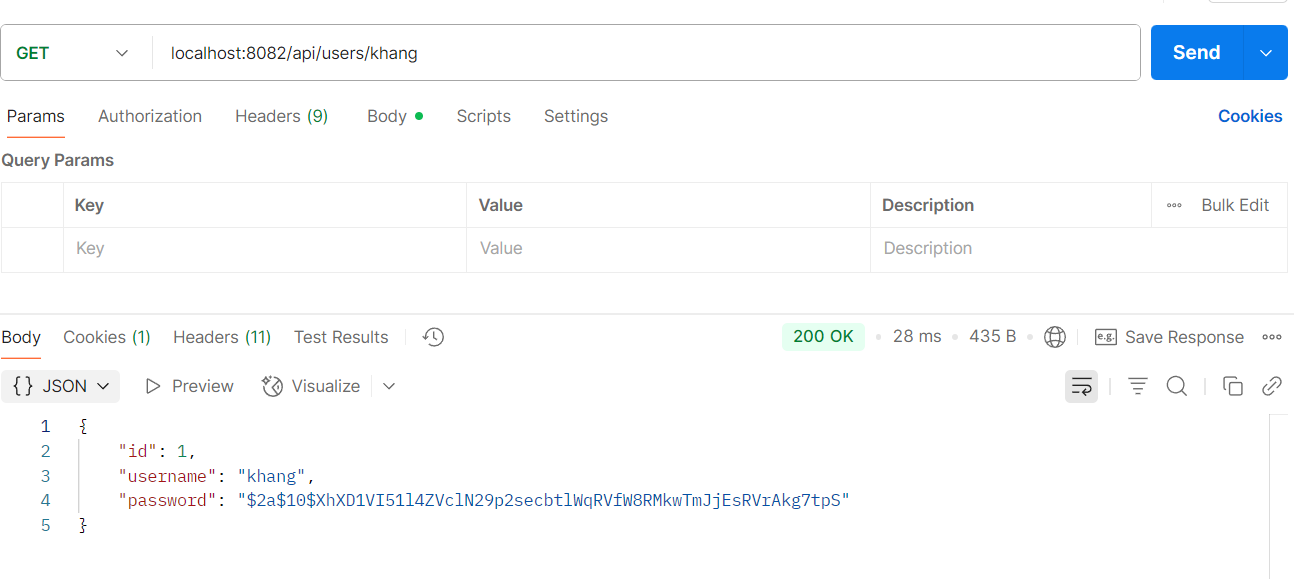 GET localhost:8082/api/users/khang Send
Params Authorization Headers (9) Body Scripts Settings Cookies
Query Params
Key Value Description Bulk Edit
Key Value Description
Body Cookies (1) Headers (11) Test Results 200 OK 28 ms 435 B e.g. Save Response
{} JSON Preview Visualize
1 {
2 "id": 1,
3 "username": "khang",
4 "password": "$2a$10$XhXD1VI51l4ZVclN29p2secbtlWqRVfW8RMkwTmJjEsRVrAkg7tpS"
5 }